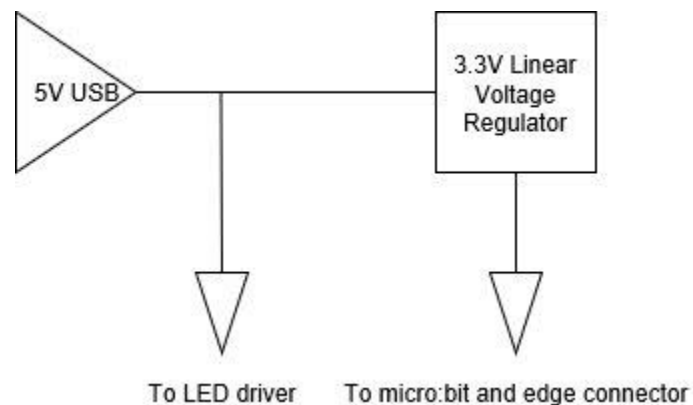 5V USB
3.3V Linear
Voltage
Regulator
To LED driver
To micro:bit and edge connector